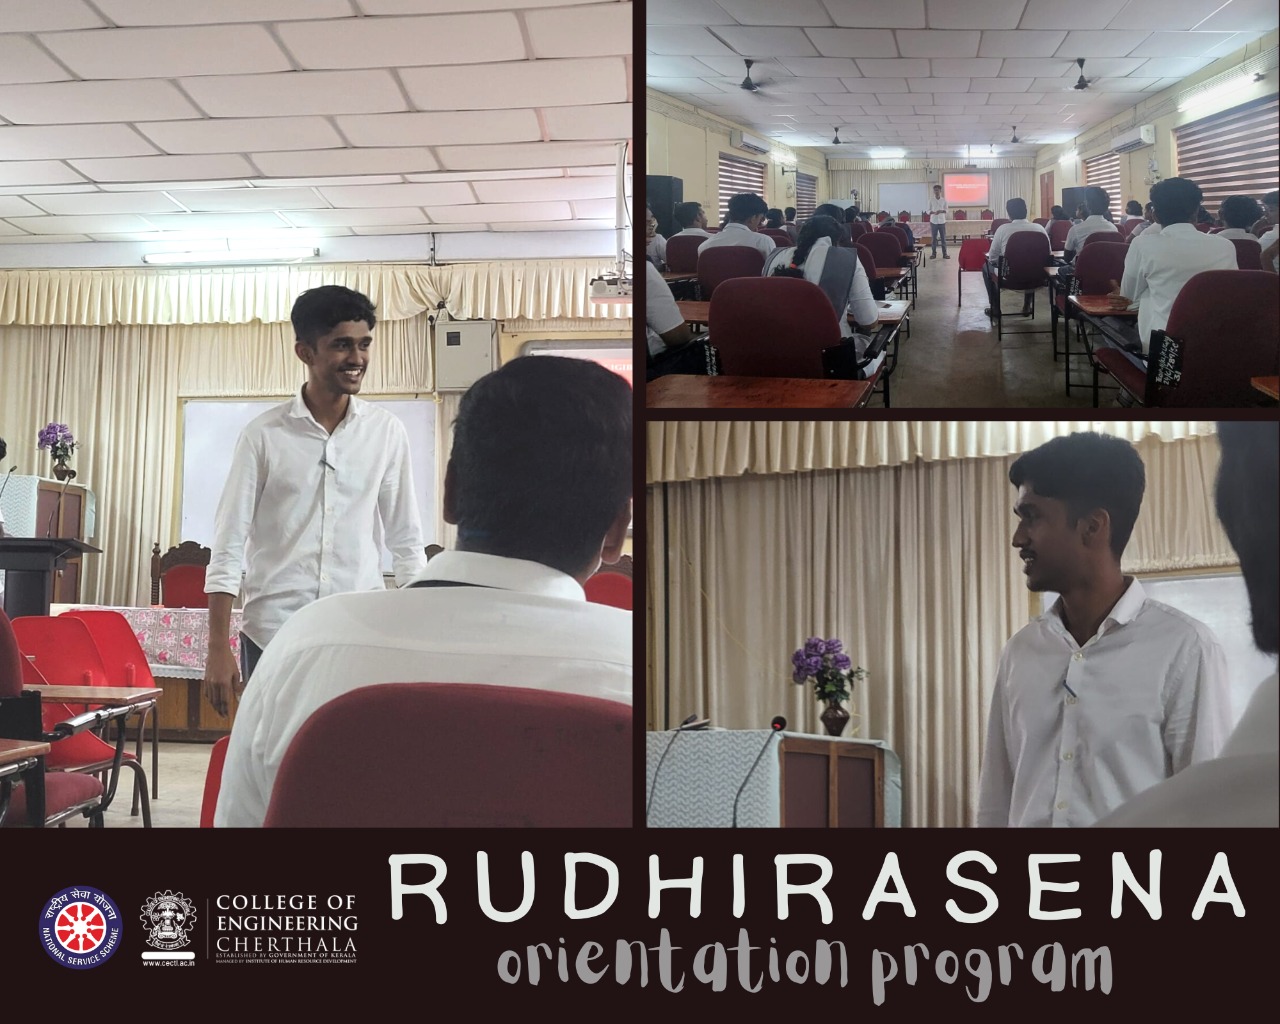 राष्ट्रीय सेवा योजना
NATIONAL SERVICE SCHEME
www.cectl.ac.in
COLLEGE OF
ENGINEERING
CHERTHALA
ESTABLISHED BY GOVERNMENT OF KERALA
MANAGED BY INSTITUTE OF HUMAN RESOURCE DEVELOPMENT
RUDHIRASENA
orientation program